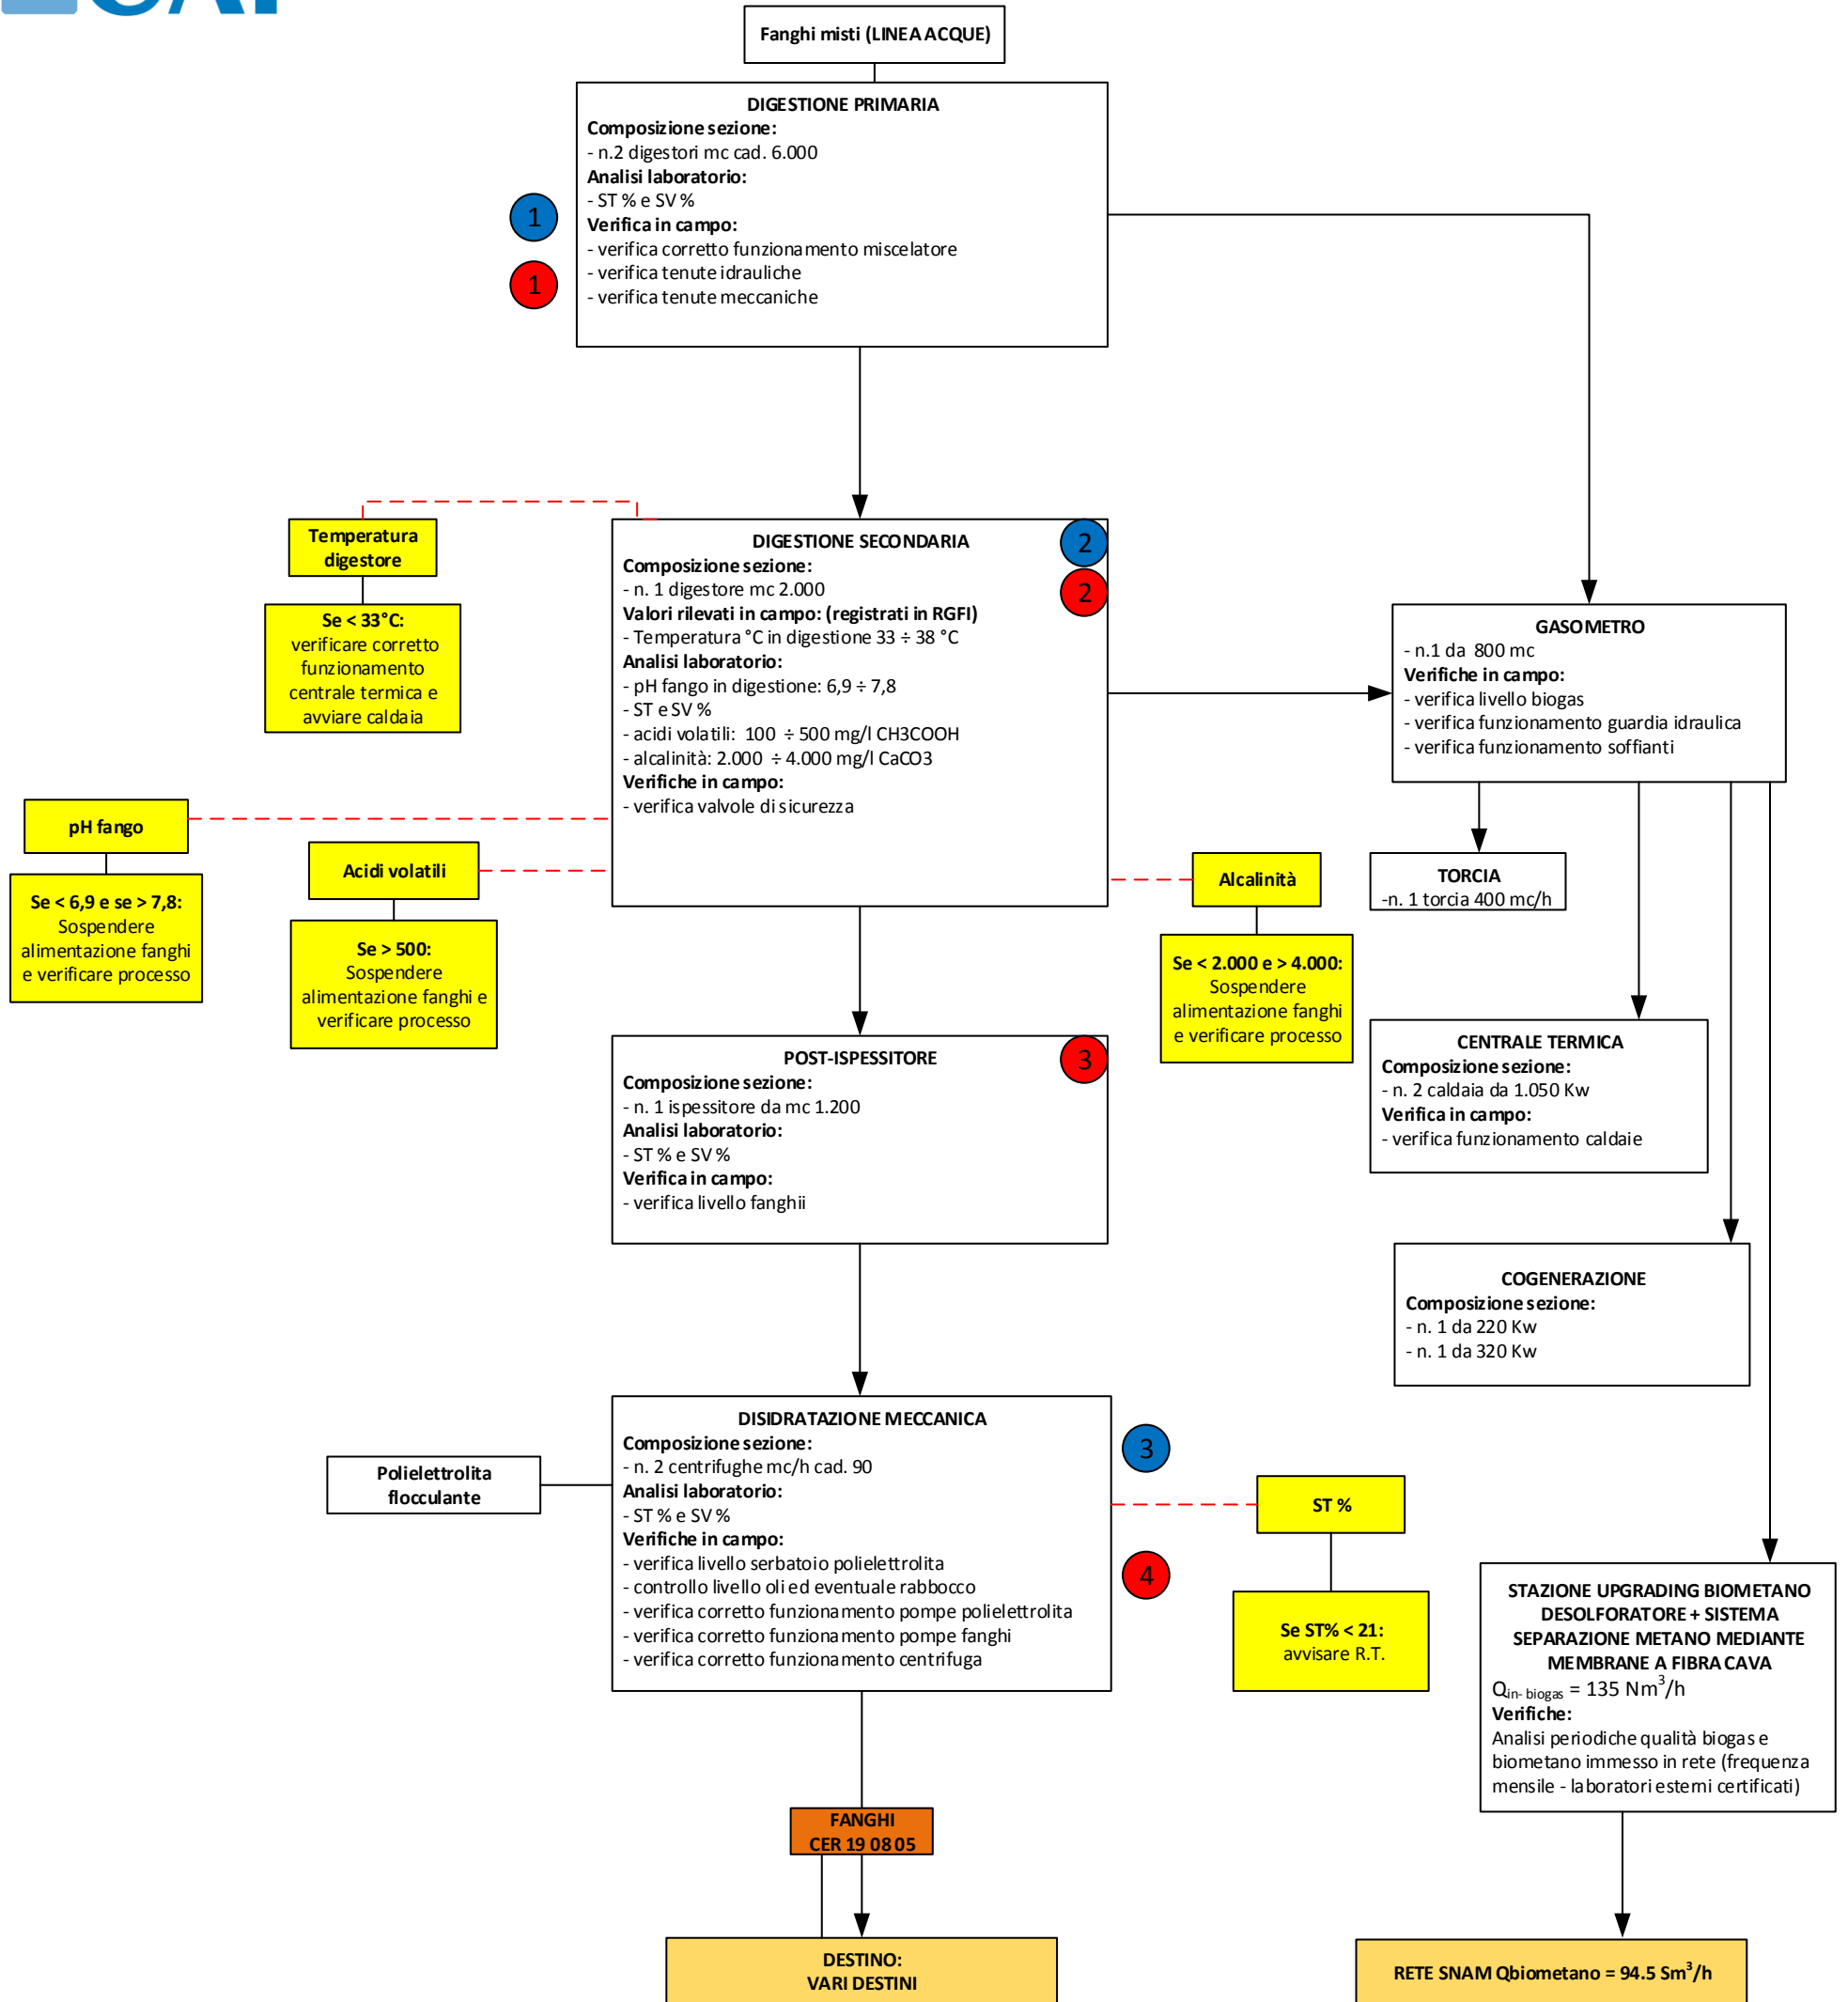 CAP
Fanghi misti (LINEA ACQUE)
DIGESTIONE PRIMARIA
Composizione sezione:
- n.2 digestori mc cad. 6.000
Analisi laboratorio:
- ST % e SV %
Verifica in campo:
- verifica corretto funzionamento miscelatore
- verifica tenute idrauliche
- verifica tenute meccaniche
1
1
Temperatura
digestore
Se < 33°C:
verificare corretto
funzionamento
centrale termica e
avviare caldaia
DIGESTIONE SECONDARIA
Composizione sezione:
- n. 1 digestore mc 2.000
Valori rilevati in campo: (registrati in RGFI)
- Temperatura °C in digestione 33 ÷ 38 °C
Analisi laboratorio:
- pH fango in digestione: 6,9 ÷ 7,8
- ST e SV %
- acidi volatili: 100 ÷ 500 mg/l CH3COOH
- alcalinità: 2.000 ÷ 4.000 mg/l CaCO3
Verifiche in campo:
- verifica valvole di sicurezza
2
2
GASOMETRO
- n.1 da 800 mc
Verifiche in campo:
- verifica livello biogas
- verifica funzionamento guardia idraulica
- verifica funzionamento soffianti
pH fango
Se < 6,9 e se > 7,8:
Sospendere
alimentazione fanghi
e verificare processo
Acidi volatili
Se > 500:
Sospendere
alimentazione fanghi e
verificare processo
Alcalinità
Se < 2.000 e > 4.000:
Sospendere
alimentazione fanghi
e verificare processo
TORCIA
-n. 1 torcia 400 mc/h
POST-ISPESSITORE
Composizione sezione:
- n. 1 ispessitore da mc 1.200
Analisi laboratorio:
- ST % e SV %
Verifica in campo:
- verifica livello fanghii
3
CENTRALE TERMICA
Composizione sezione:
- n. 2 caldaia da 1.050 Kw
Verifica in campo:
- verifica funzionamento caldaie
COGENERAZIONE
Composizione sezione:
- n. 1 da 220 Kw
- n. 1 da 320 Kw
Polielettrolita
flocculante
DISIDRATAZIONE MECCANICA
Composizione sezione:
- n. 2 centrifughe mc/h cad. 90
Analisi laboratorio:
- ST % e SV %
Verifiche in campo:
- verifica livello serbatoio polielettrolita
- controllo livello oli ed eventuale rabbocco
- verifica corretto funzionamento pompe polielettrolita
- verifica corretto funzionamento pompe fanghi
- verifica corretto funzionamento centrifuga
3
4
ST %
Se ST% < 21:
avvisare R.T.
STAZIONE UPGRADING BIOMETANO
DESOLFORATORE + SISTEMA
SEPARAZIONE METANO MEDIANTE
MEMBRANE A FIBRA CAVA
Qin- biogas = 135 Nm³/h
Verifiche:
Analisi periodiche qualità biogas e
biometano immesso in rete (frequenza
mensile - laboratori esterni certificati)
FANGHI
CER 19 08 05
DESTINO:
VARI DESTINI
RETE SNAM Qbiometano = 94.5 Sm³/h